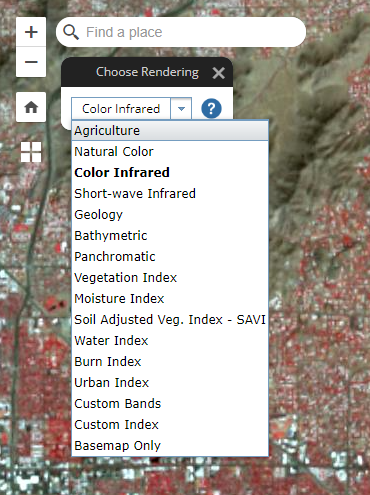 +
Find a place
−
Choose Rendering
Color Infrared
?
Agriculture
Natural Color
Color Infrared
Short-wave Infrared
Geology
Bathymetric
Panchromatic
Vegetation Index
Moisture Index
Soil Adjusted Veg. Index - SAVI
Water Index
Burn Index
Urban Index
Custom Bands
Custom Index
Basemap Only